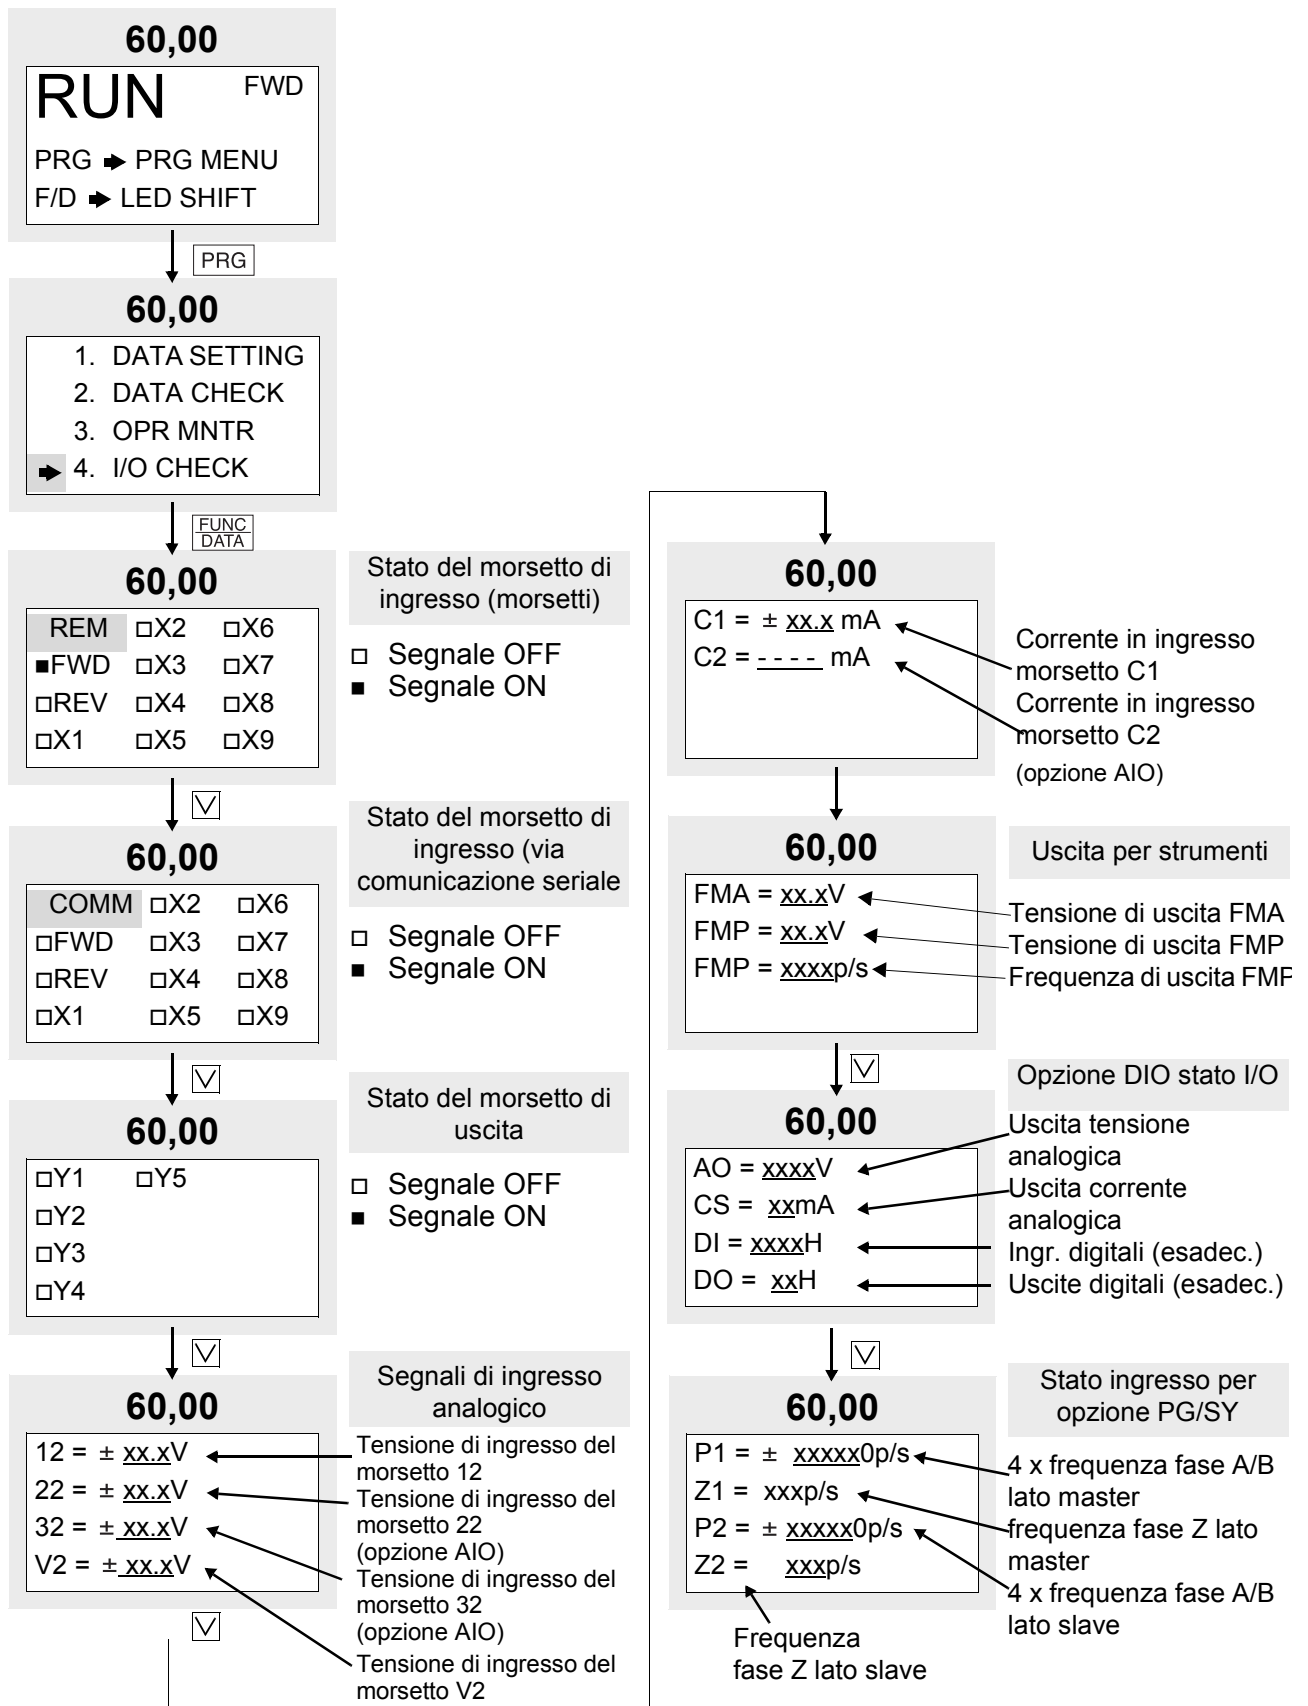 60,00
RUN FWD
PRG ➨ PRG MENU
F/D ➨ LED SHIFT
PRG
60,00
1. DATA SETTING
2. DATA CHECK
3. OPR MNTR
➨ 4. I/O CHECK
FUNC
DATA
60,00
REM □X2 □X6
■FWD □X3 □X7
□REV □X4 □X8
□X1 □X5 □X9
Stato del morsetto di
ingresso (morsetti)
□ Segnale OFF
■ Segnale ON
60,00
COMM □X2 □X6
□FWD □X3 □X7
□REV □X4 □X8
□X1 □X5 □X9
Stato del morsetto di
ingresso (via
comunicazione seriale
□ Segnale OFF
■ Segnale ON
60,00
□Y1 □Y5
□Y2
□Y3
□Y4
Stato del morsetto di
uscita
□ Segnale OFF
■ Segnale ON
60,00
12 = ± xx.xV
22 = ± xx.xV
32 = ± xx.xV
V2 = ± xx.xV
Segnali di ingresso
analogico
Tensione di ingresso del
morsetto 12
Tensione di ingresso del
morsetto 22
(opzione AIO)
Tensione di ingresso del
morsetto 32
(opzione AIO)
Tensione di ingresso del
morsetto V2
60,00
C1 = ± xx.x mA
C2 = - - - - mA
Corrente in ingresso
morsetto C1
Corrente in ingresso
morsetto C2
(opzione AIO)
60,00
FMA = xx.xV
FMP = xx.xV
FMP = xxxxp/s
Uscita per strumenti
Tensione di uscita FMA
Tensione di uscita FMP
Frequenza di uscita FMP
60,00
AO = xxxxV
CS = xxmA
DI = xxxxH
DO = xxH
Opzione DIO stato I/O
Uscita tensione
analogica
Uscita corrente
analogica
Ingr. digitali (esadec.)
Uscite digitali (esadec.)
60,00
P1 = ± xxxxx0p/s
Z1 = xxxp/s
P2 = ± xxxxx0p/s
Z2 = xxxp/s
Stato ingresso per
opzione PG/SY
4 x frequenza fase A/B
lato master
frequenza fase Z lato
master
4 x frequenza fase A/B
lato slave
Frequenza
fase Z lato slave